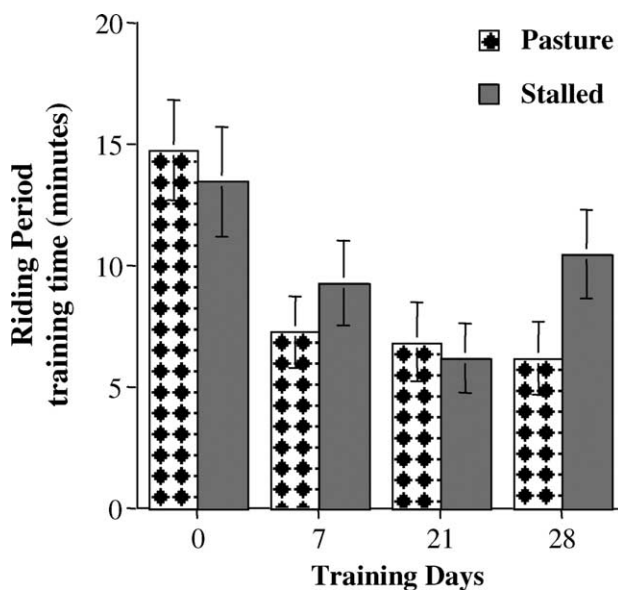 20
15
10
5
0
Riding Period
training time (minutes)
Pasture
Stalled
0 7 21 28
Training Days